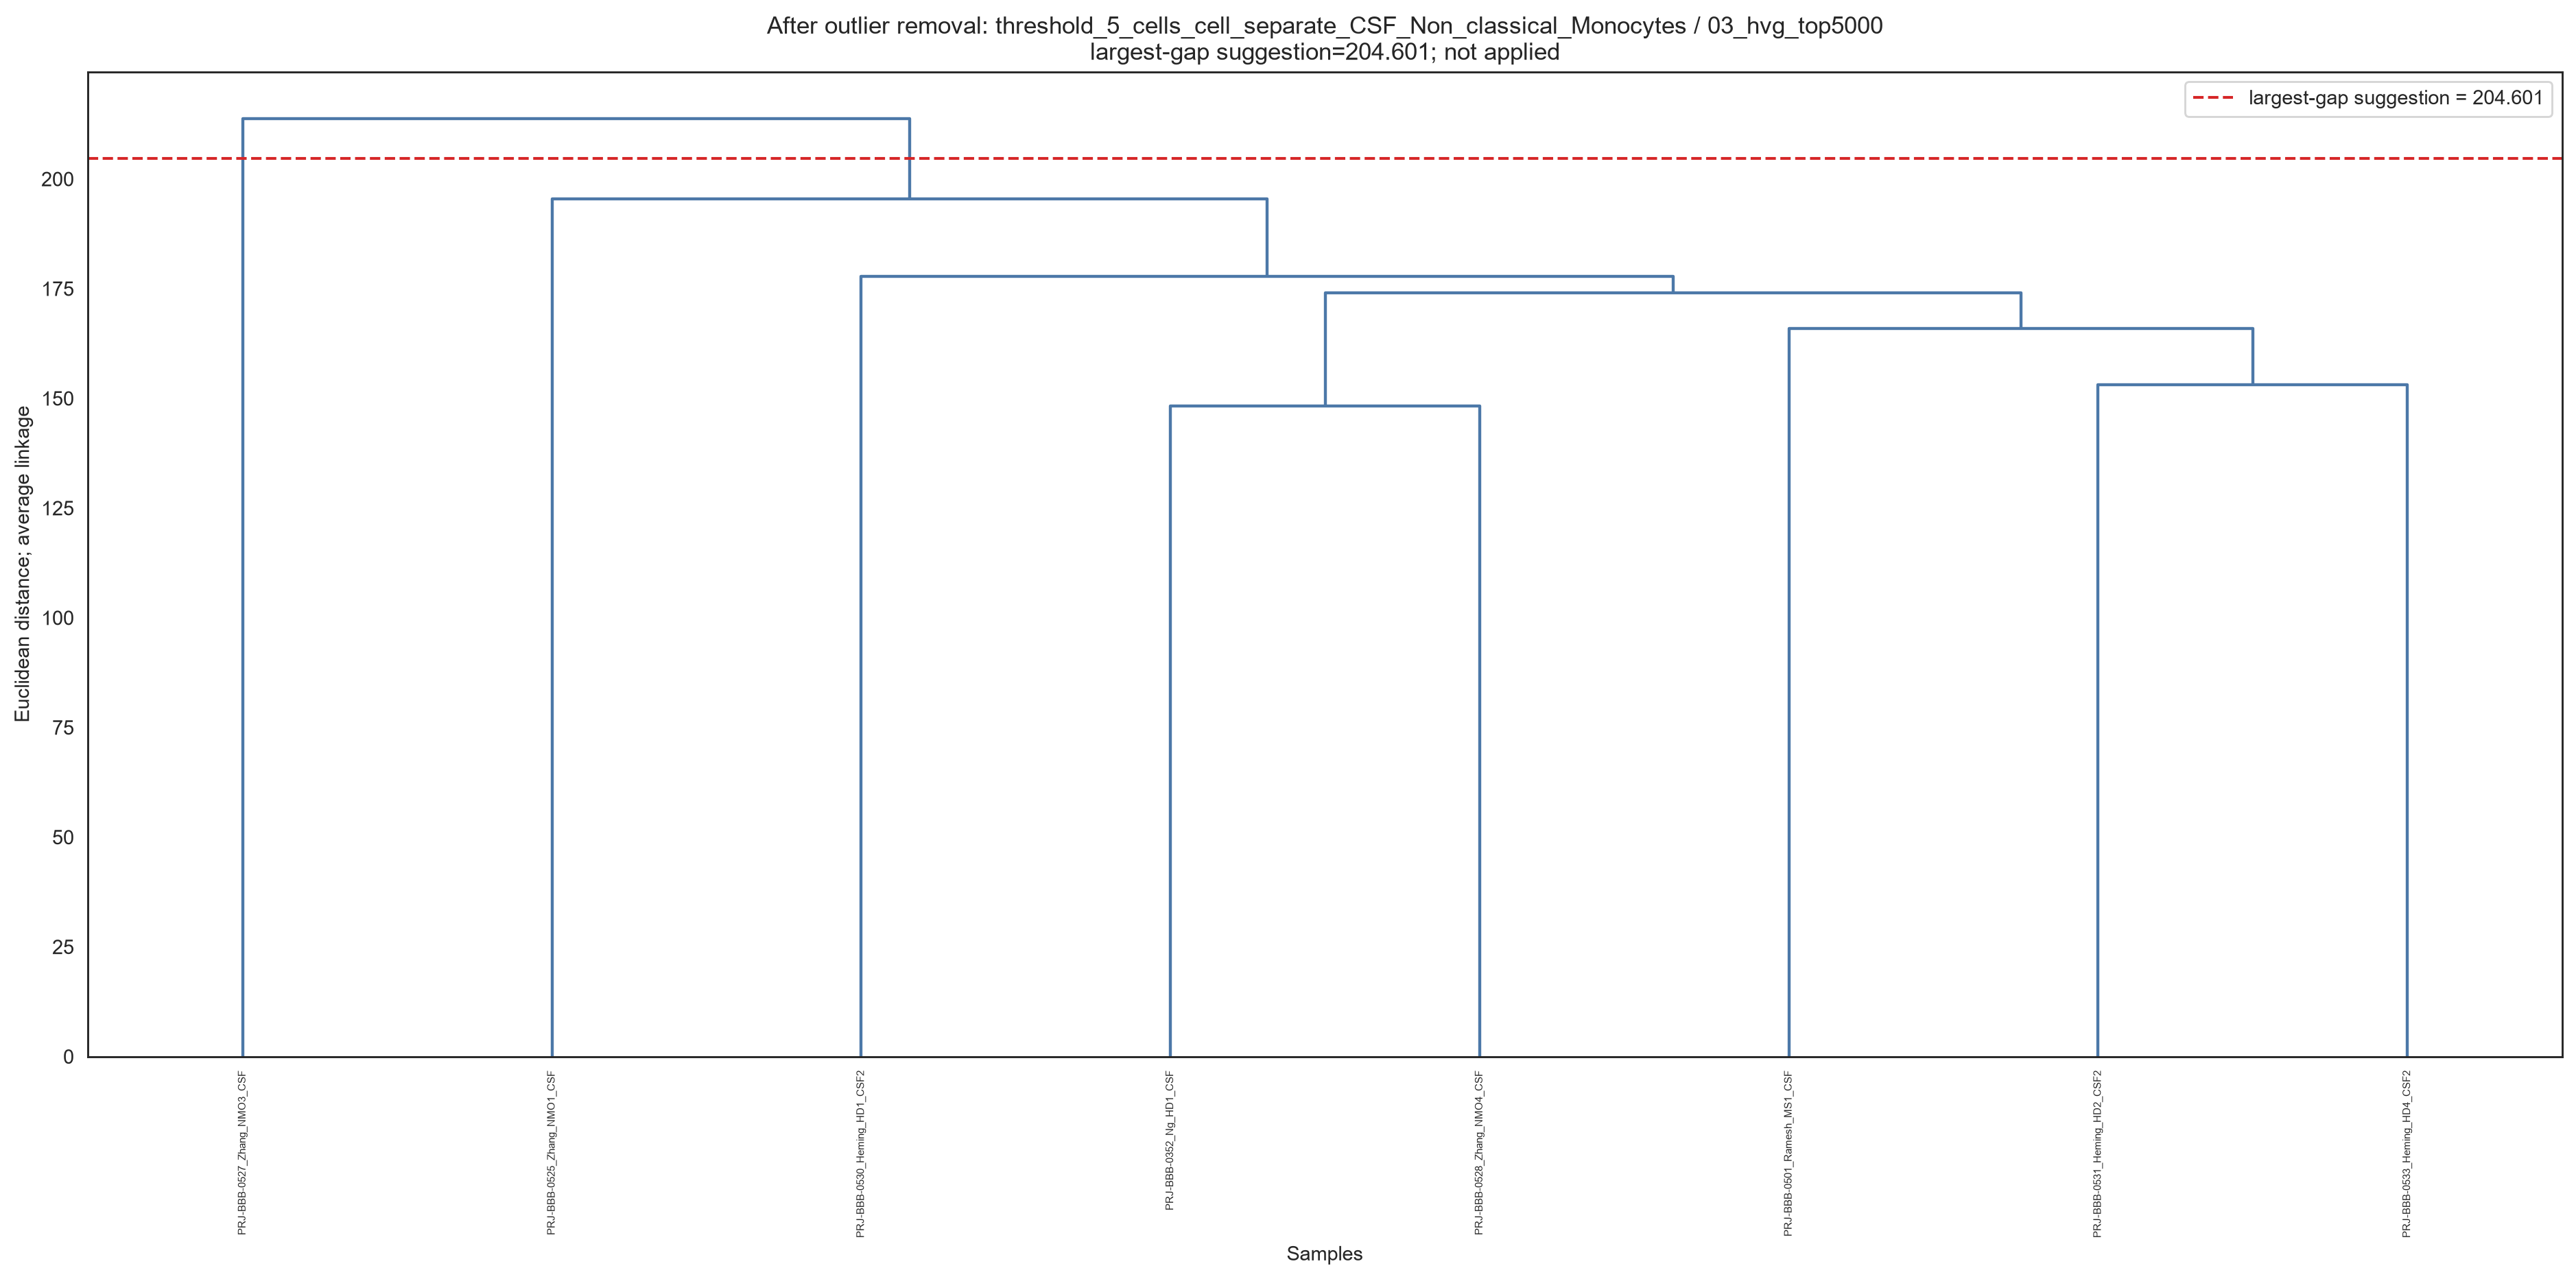 After outlier removal: threshold_5_cells_cell_separate_CSF_Non_classical_Monocytes / 03_hvg_top5000
largest-gap suggestion=204.601; not applied
largest-gap suggestion = 204.601
Euclidean distance; average linkage
200
175
150
125
100
75
50
25
0
PRJ-BBB-0527_Zhang_NMO3_CSF
PRJ-BBB-0525_Zhang_NMO1_CSF
PRJ-BBB-0530_Heming_HD1_CSF2
PRJ-BBB-0352_Ng_HD1_CSF
PRJ-BBB-0528_Zhang_NMO4_CSF
PRJ-BBB-0501_Ramesh_MS1_CSF
PRJ-BBB-0531_Heming_HD2_CSF2
PRJ-BBB-0533_Heming_HD4_CSF2
Samples